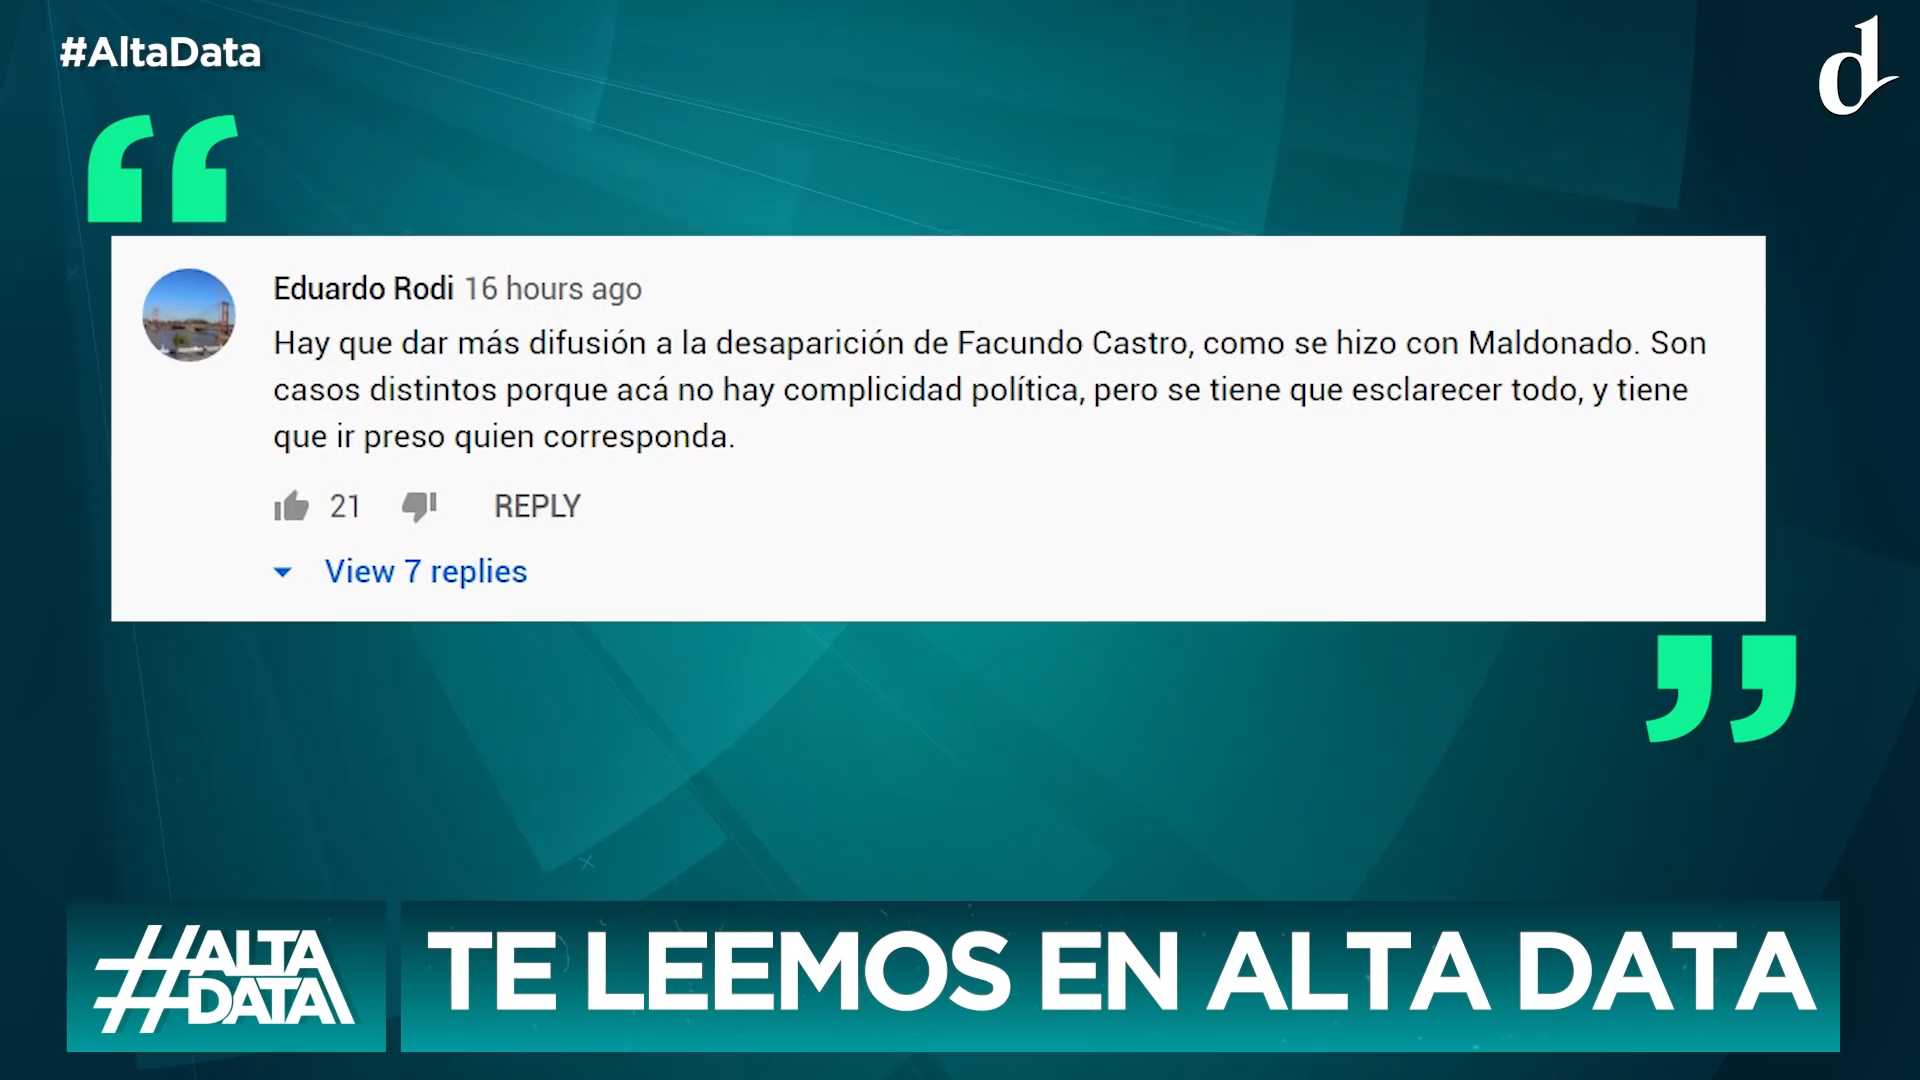 #AltaData
d
“
Eduardo Rodi 16 hours ago
Hay que dar más difusión a la desaparición de Facundo Castro, como se hizo con Maldonado. Son
casos distintos porque acá no hay complicidad política, pero se tiene que esclarecer todo, y tiene
que ir preso quien corresponda.
21 REPLY
View 7 replies
”
#ALTA
DATA
TE LEEMOS EN ALTA DATA